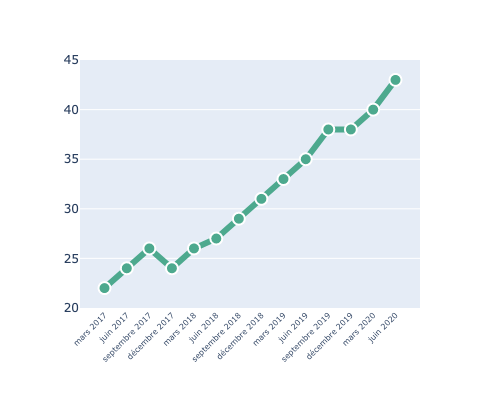 45
40
35
30
25
20
mars 2017
juin 2017
septembre 2017
décembre 2017
mars 2018
juin 2018
septembre 2018
décembre 2018
mars 2019
juin 2019
septembre 2019
décembre 2019
mars 2020
juin 2020